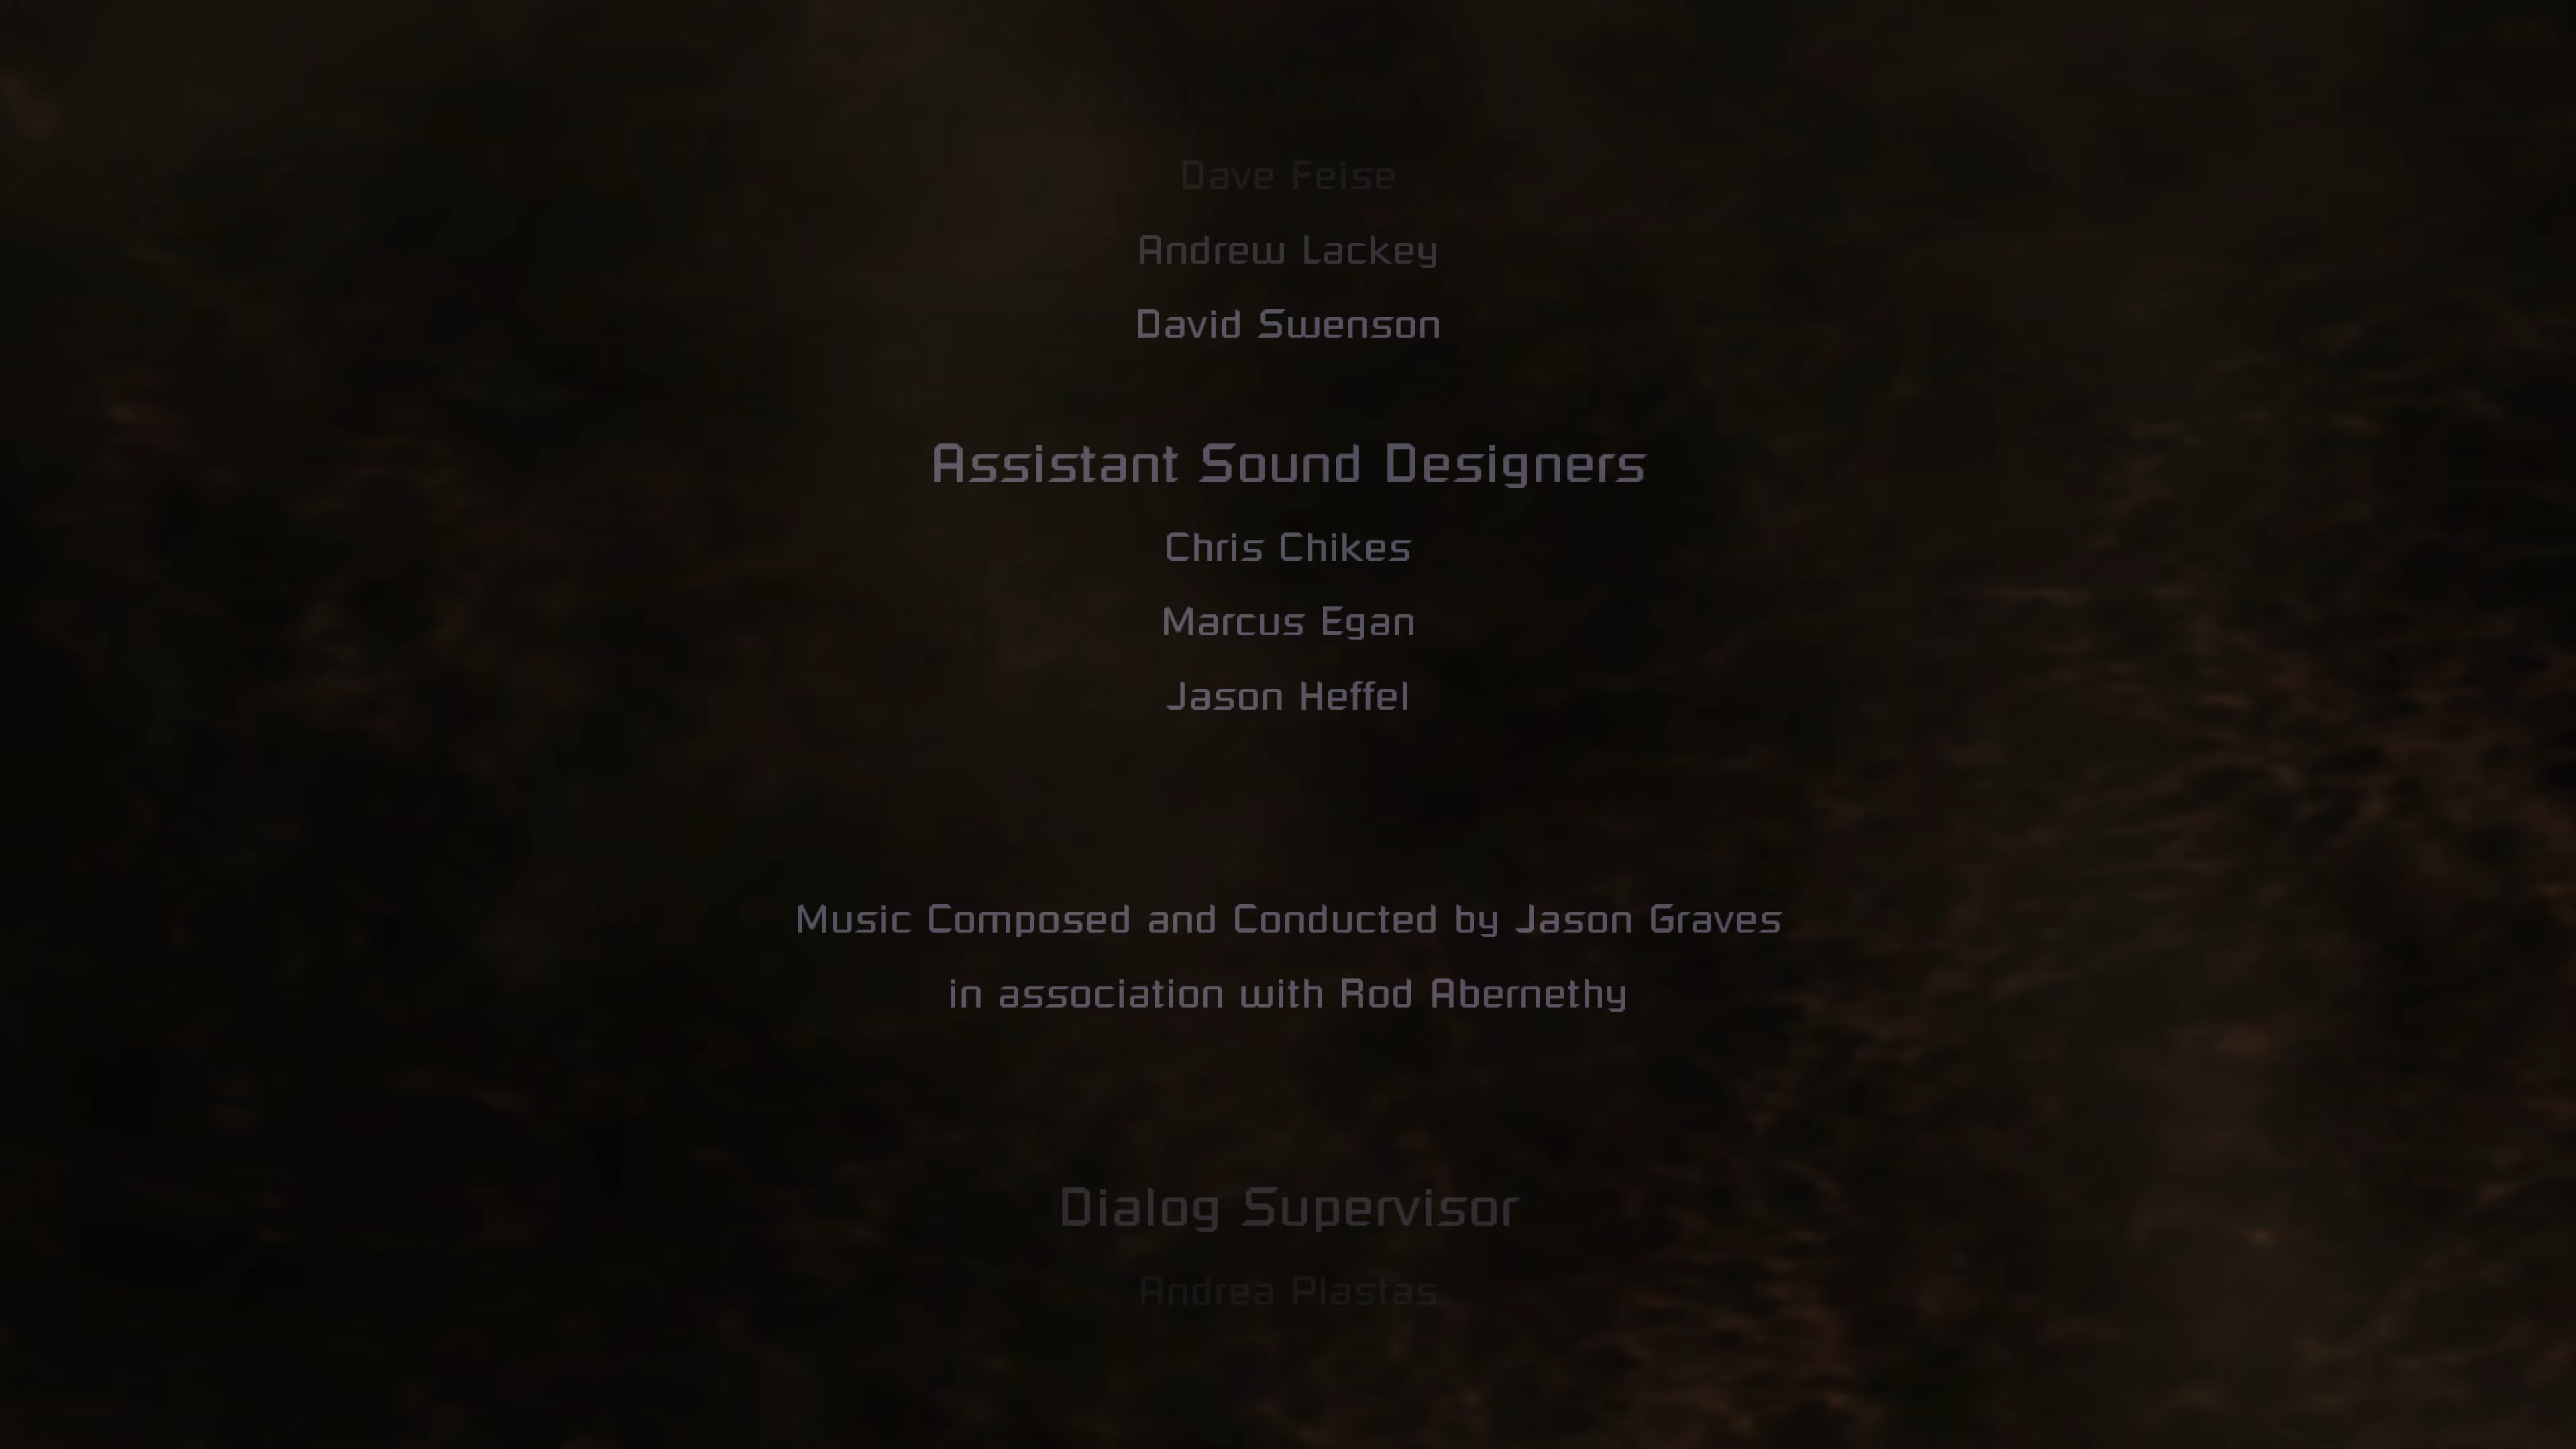 Dave Feise
Andrew Lackey
David Swenson
Assistant Sound Designers
Chris Chikes
Marcus Egan
Jason Heffel
Music Composed and Conducted by Jason Graves
in association with Rod Abernethy
Dialog Supervisor
Andrea Plastas